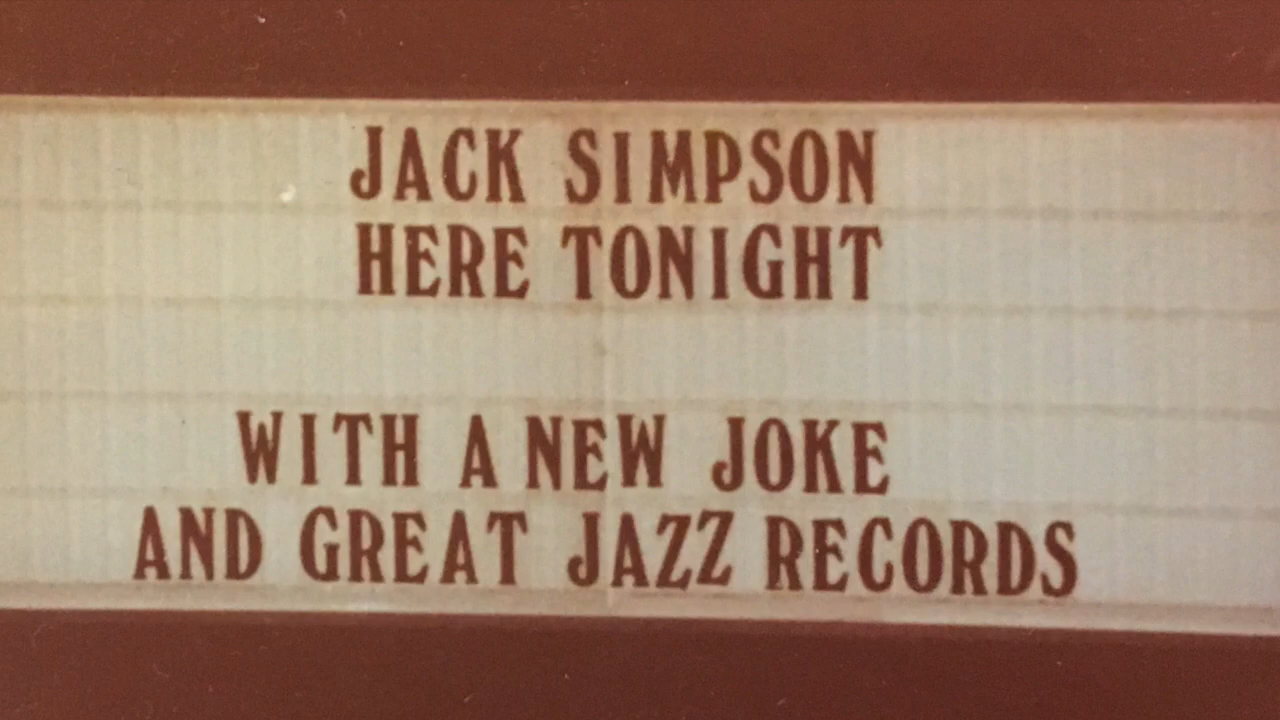 JACK SIMPSON
HERE TONIGHT
WITH A NEW JOKE
AND GREAT JAZZ RECORDS